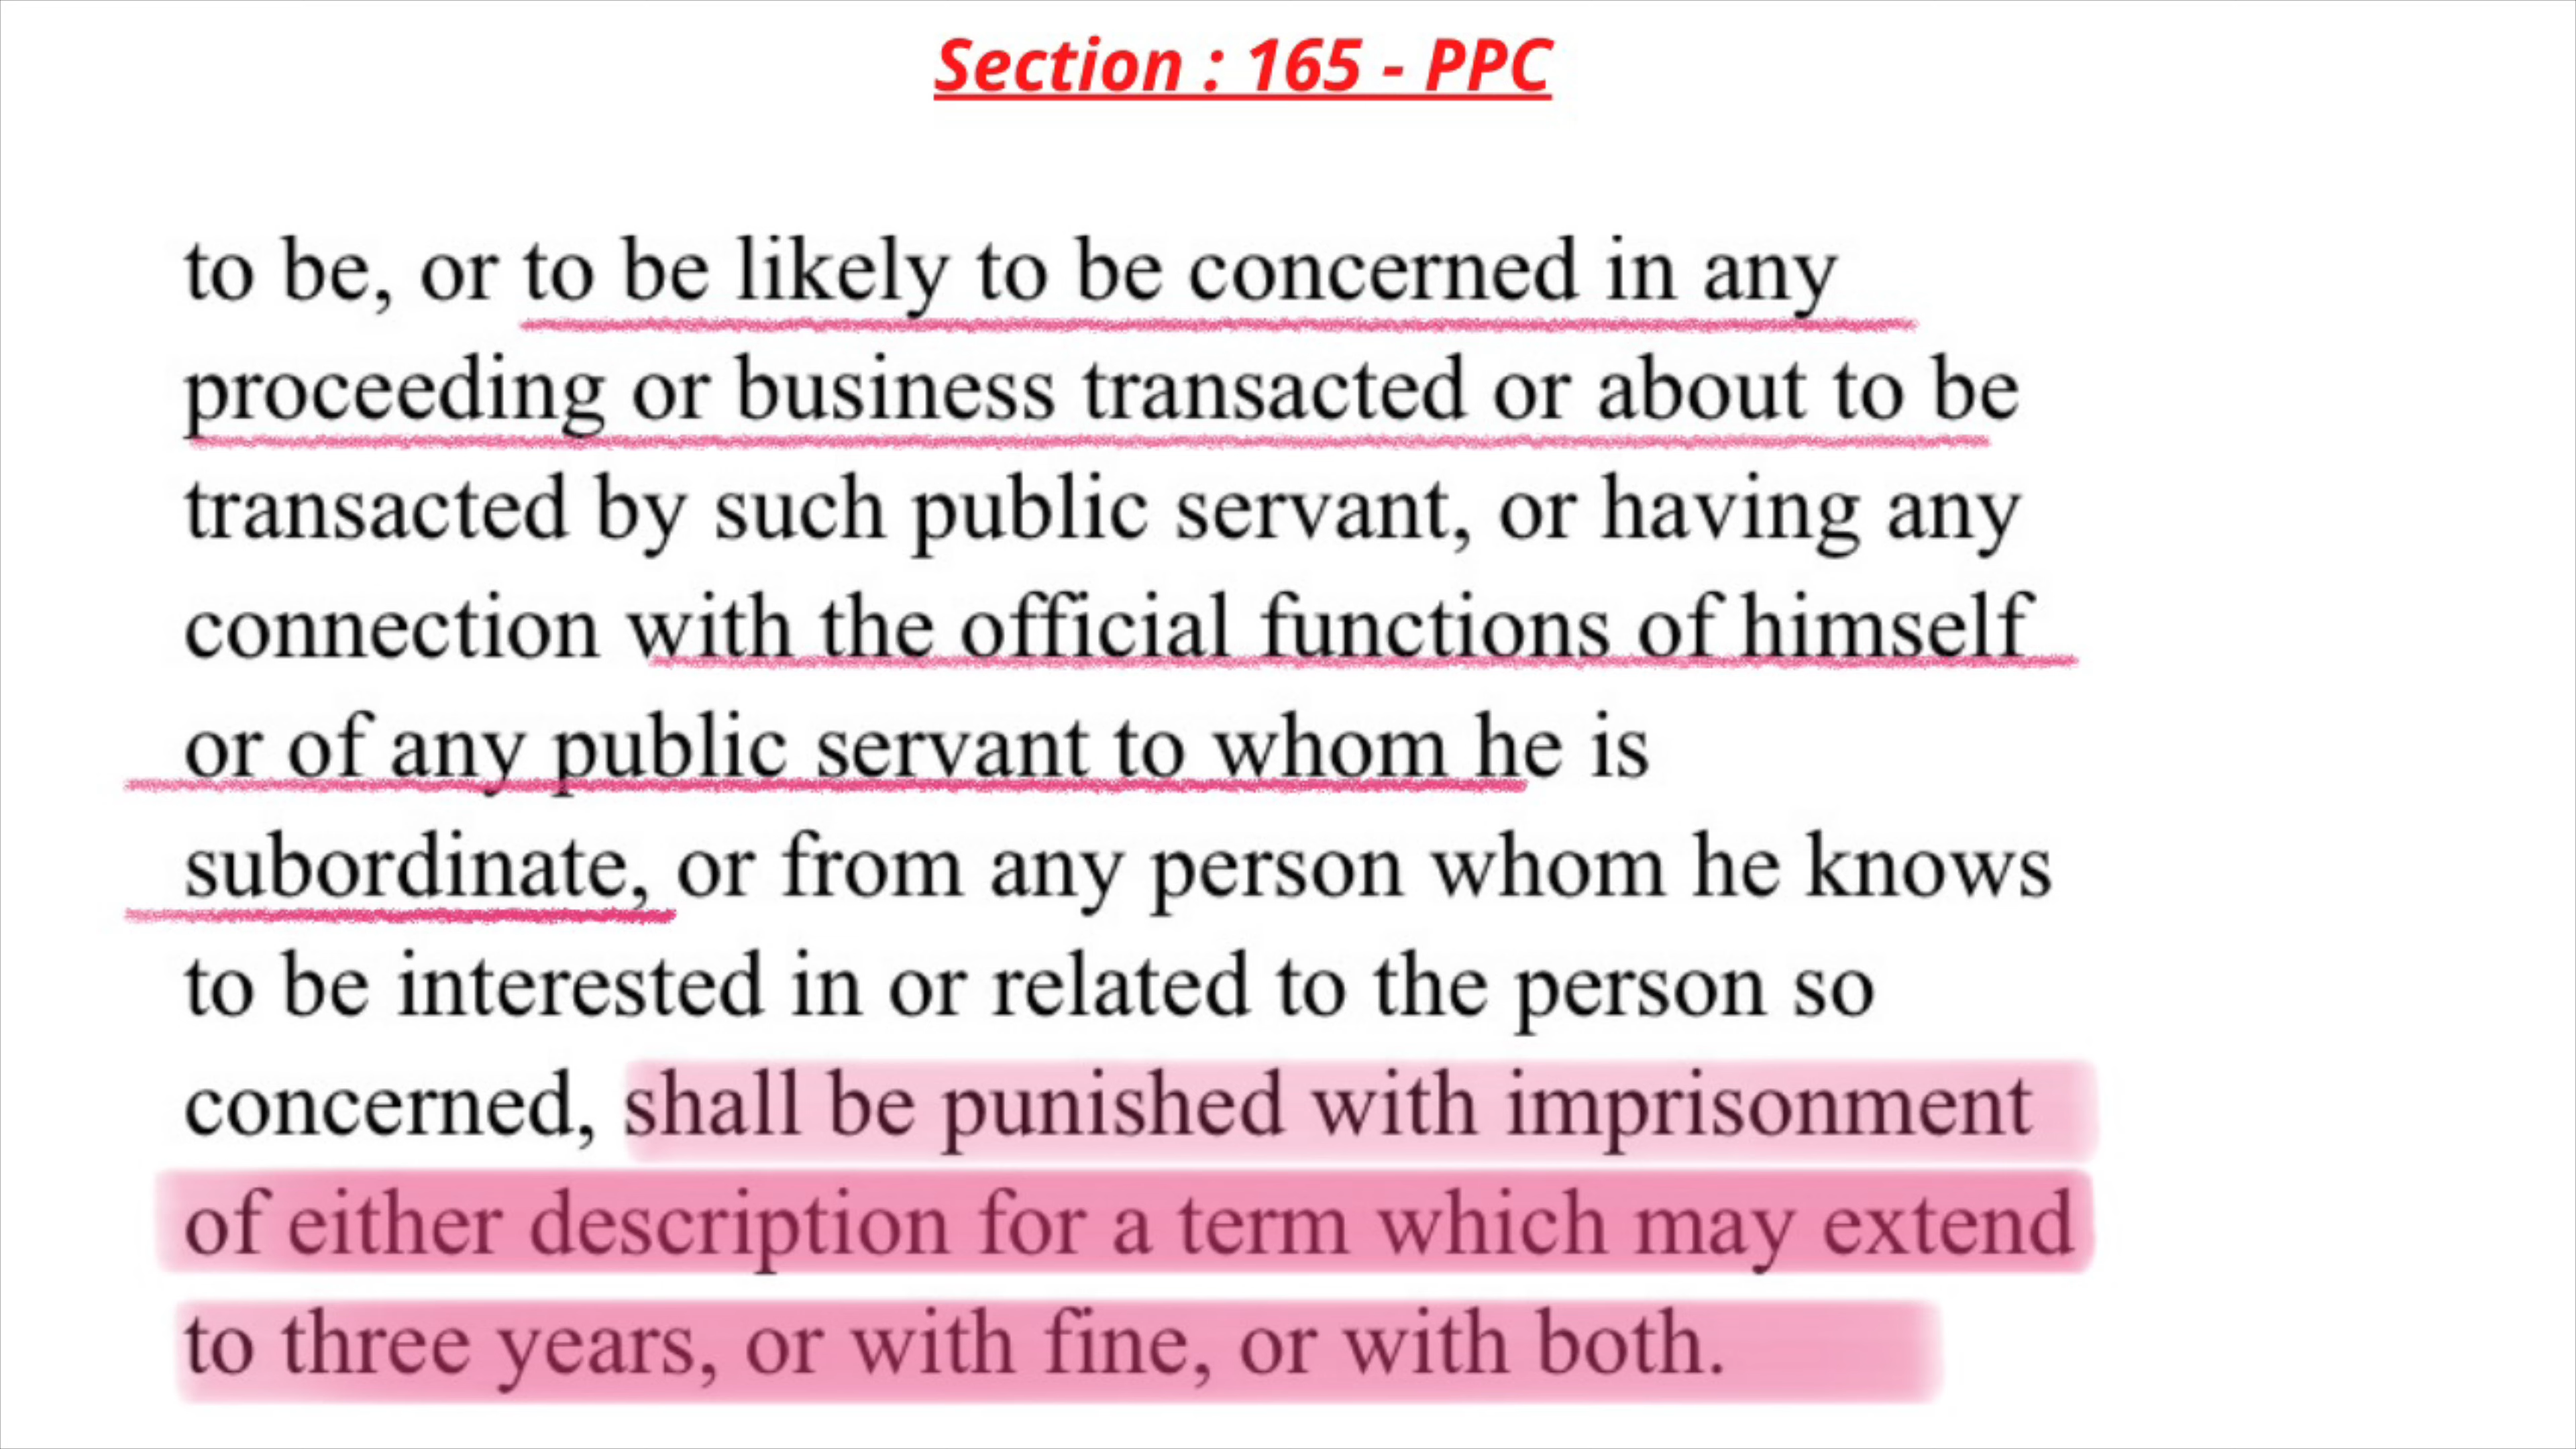 Section : 165 - PPC
to be, or to be likely to be concerned in any
proceeding or business transacted or about to be
transacted by such public servant, or having any
connection with the official functions of himself
or of any public servant to whom he is
subordinate, or from any person whom he knows
to be interested in or related to the person so
concerned, shall be punished with imprisonment
of either description for a term which may extend
to three years, or with fine, or with both.